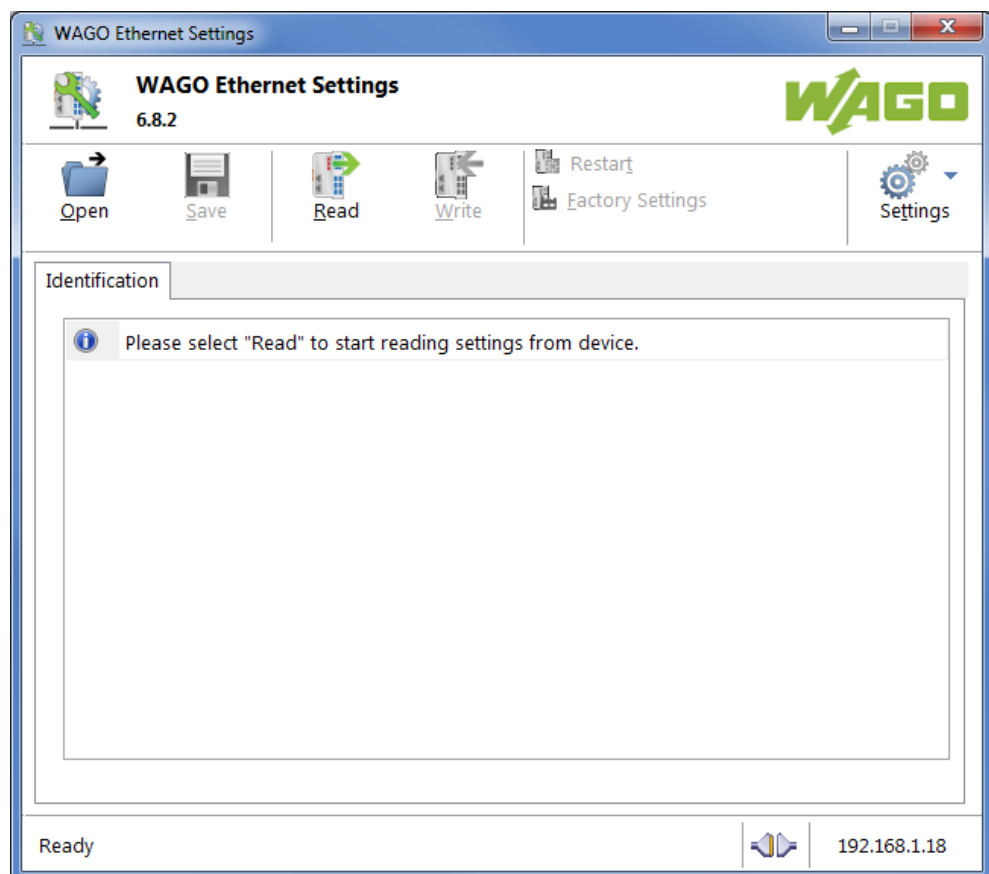 WAGO Ethernet Settings
WAGO Ethernet Settings
6.8.2
WAGO
Open
Save
Read
Write
Restart
Factory Settings
Settings
Identification
Please select "Read" to start reading settings from device.
Ready
192.168.1.18